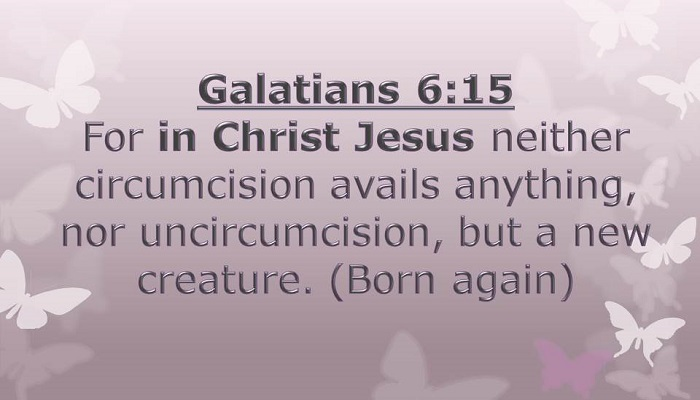 Galatians 6:15
For in Christ Jesus neither
circumcision avails anything,
nor uncircumcision, but a new
creature. (Born again)